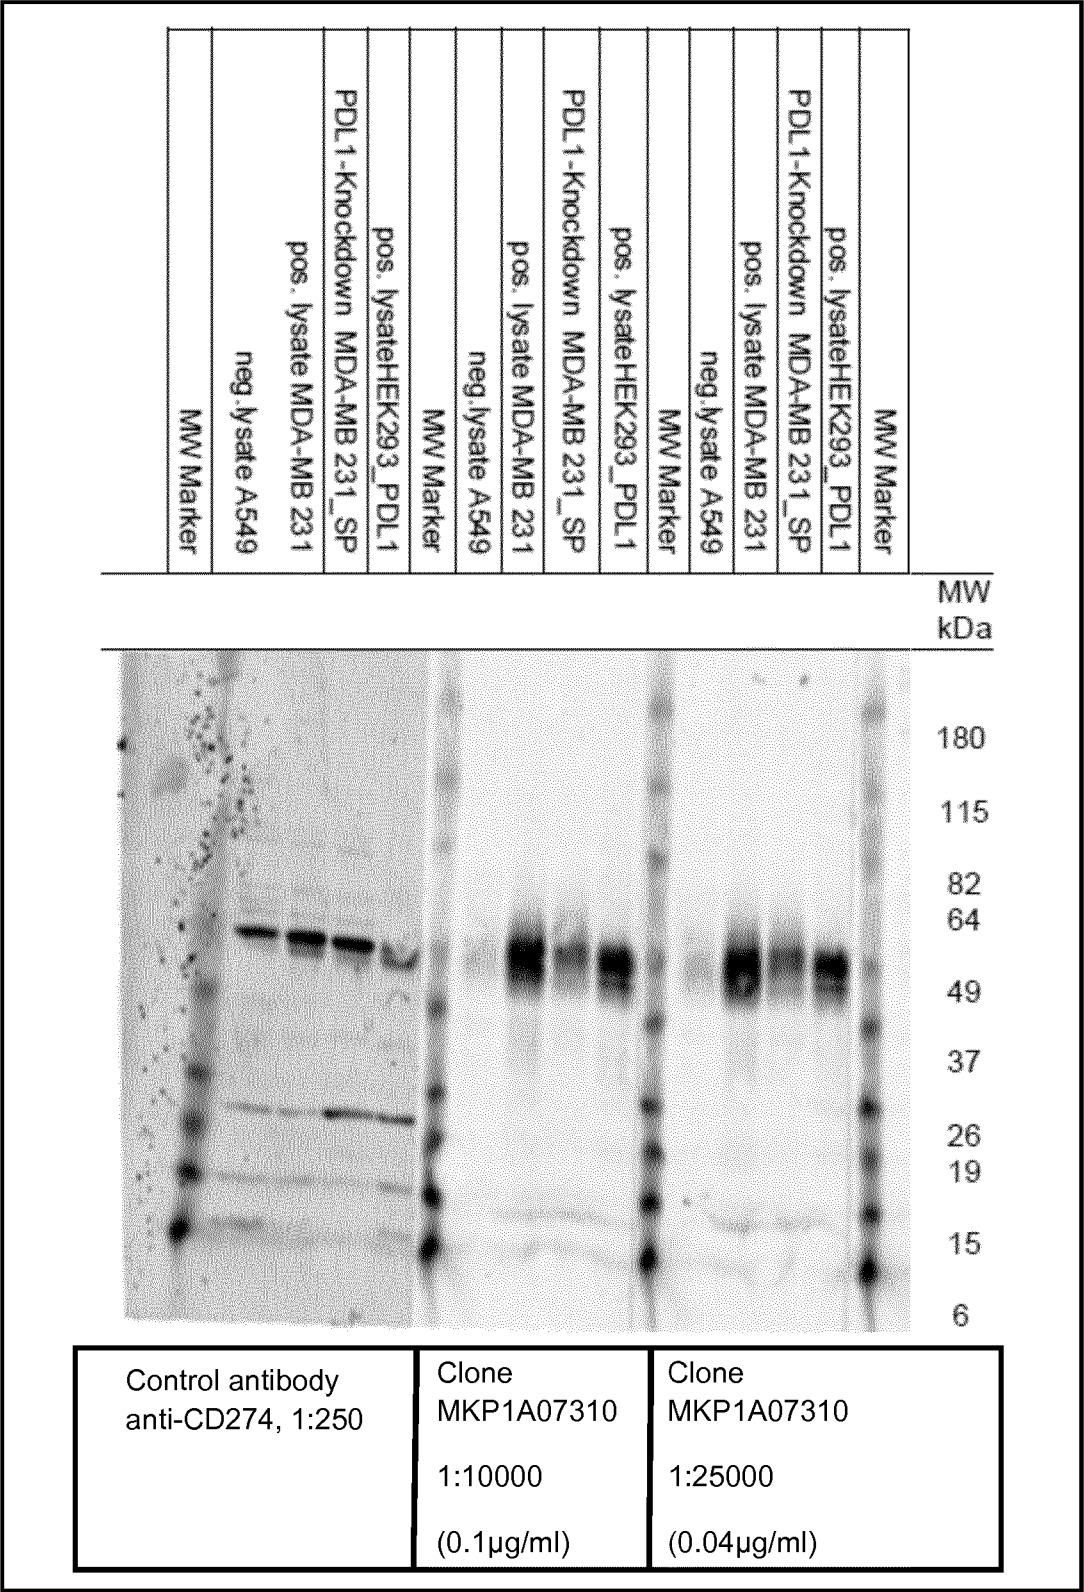 MW Marker
neg.lysate A549
pos. lysate MDA-MB 231
PDL1-Knockdown MDA-MB 231_SP
pos. lysateHEK293_PDL1
MW Marker
neg.lysate A549
pos. lysate MDA-MB 231
PDL1-Knockdown MDA-MB 231_SP
pos. lysateHEK293_PDL1
MW Marker
neg.lysate A549
pos. lysate MDA-MB 231
PDL1-Knockdown MDA-MB 231_SP
pos. lysateHEK293_PDL1
MW Marker
MW
kDa
180
115
82
64
49
37
26
19
15
6
Control antibody
anti-CD274, 1:250
Clone
MKP1A07310
1:10000
(0.1µg/ml)
Clone
MKP1A07310
1:25000
(0.04µg/ml)